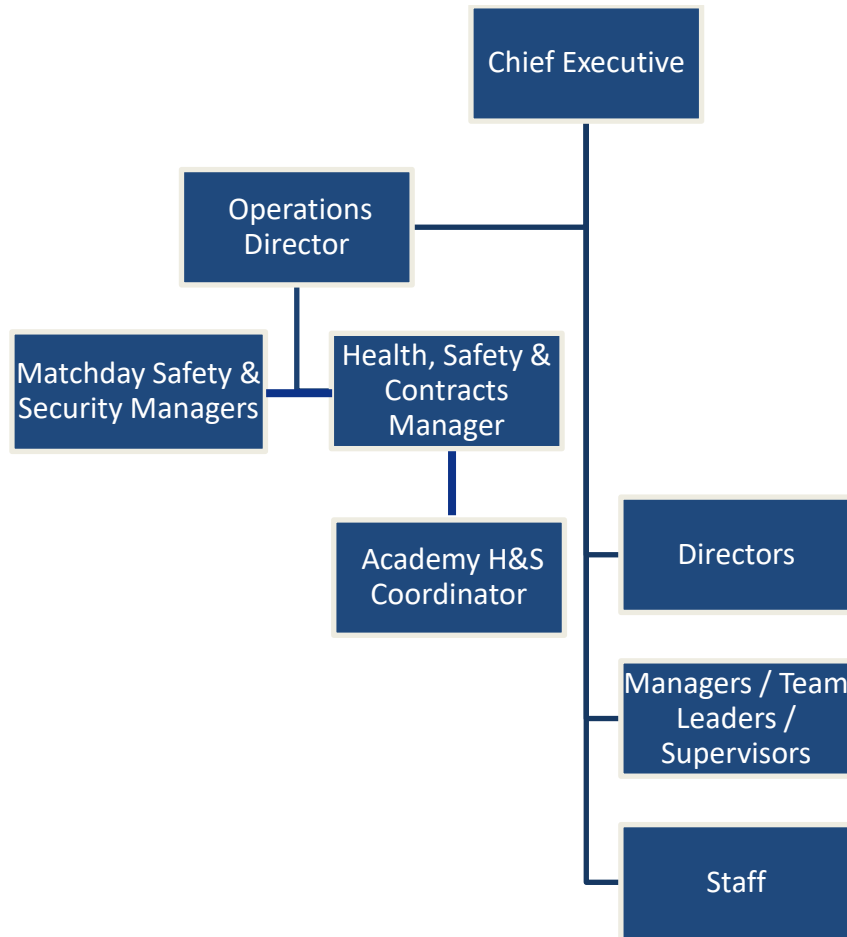 Chief Executive
Operations
Director
Matchday Safety &
Security Managers
Health, Safety &
Contracts
Manager
Academy H&S
Coordinator
Directors
Managers / Team
Leaders /
Supervisors
Staff